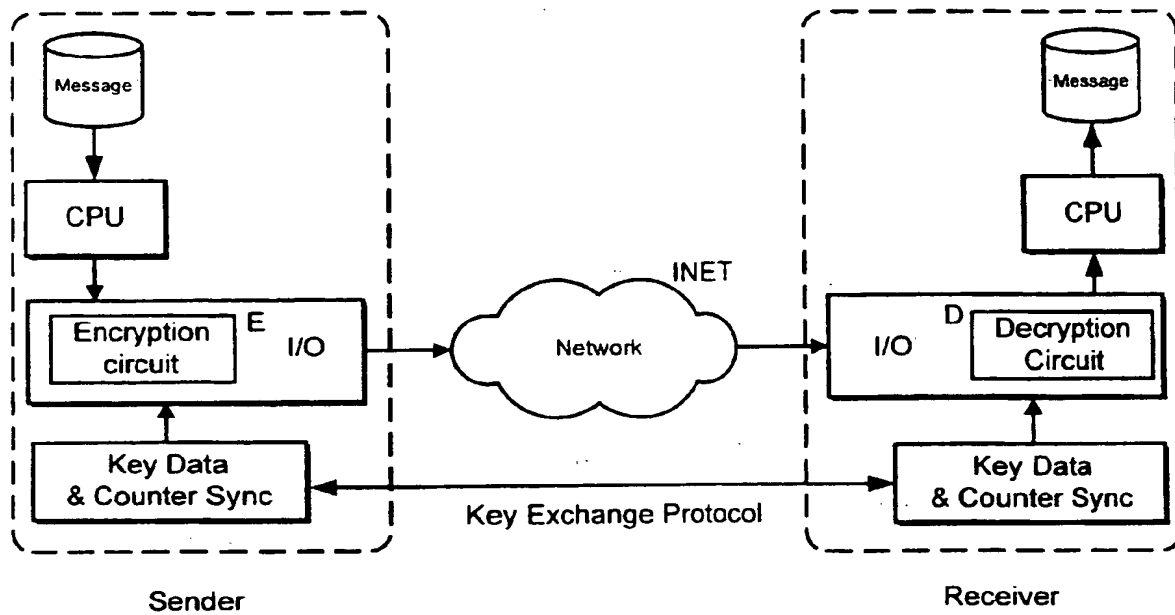 Message
CPU
Encryption
circuit
E
I/O
Key Data
& Counter Sync
Sender
INET
Network
Key Exchange Protocol
Message
CPU
I/O
D
Decryption
Circuit
Key Data
& Counter Sync
Receiver